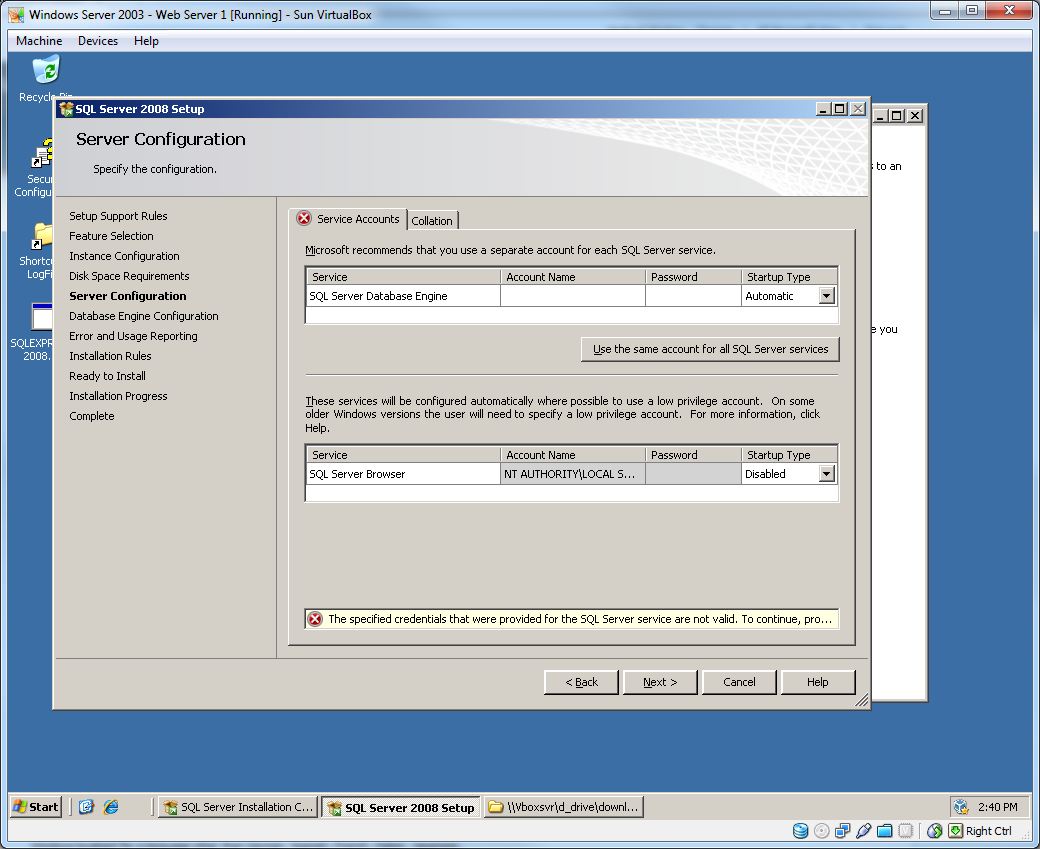 Windows Server 2003 - Web Server 1 [Running] - Sun VirtualBox
Machine Devices Help
Recycle Bin
SQL Server 2008 Setup
Server Configuration
Specify the configuration.
s to an
Secu
Configu
Shortc
LogFi
SQLEXPR
2008.
e you
Setup Support Rules
Feature Selection
Instance Configuration
Disk Space Requirements
Server Configuration
Database Engine Configuration
Error and Usage Reporting
Installation Rules
Ready to Install
Installation Progress
Complete
Service Accounts Collation
Microsoft recommends that you use a separate account for each SQL Server service.
Service Account Name Password Startup Type
SQL Server Database Engine Automatic
Use the same account for all SQL Server services
These services will be configured automatically where possible to use a low privilege account. On some
older Windows versions the user will need to specify a low privilege account. For more information, click
Help.
Service Account Name Password Startup Type
SQL Server Browser NT AUTHORITY\LOCAL S... Disabled
The specified credentials that were provided for the SQL Server service are not valid. To continue, pro...
< Back Next > Cancel Help
Start SQL Server Installation C... SQL Server 2008 Setup \\Vboxsvr\d_drive\downl... 2:40 PM
Right Ctrl